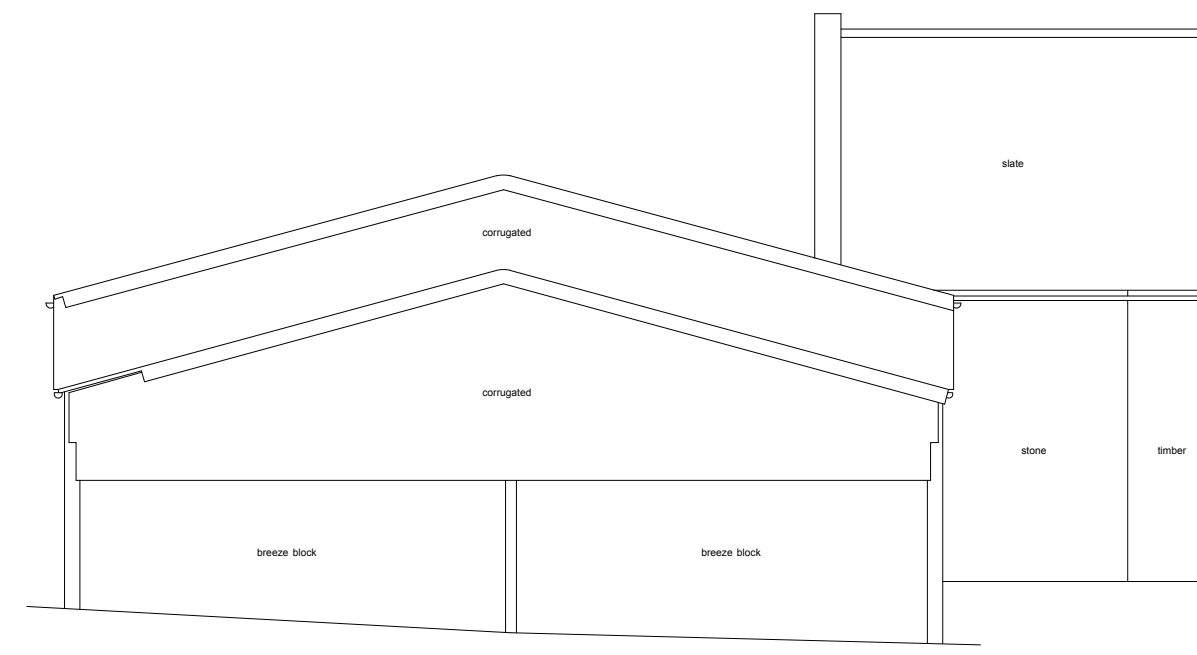 slate
corrugated
corrugated
stone
timber
breeze block
breeze block